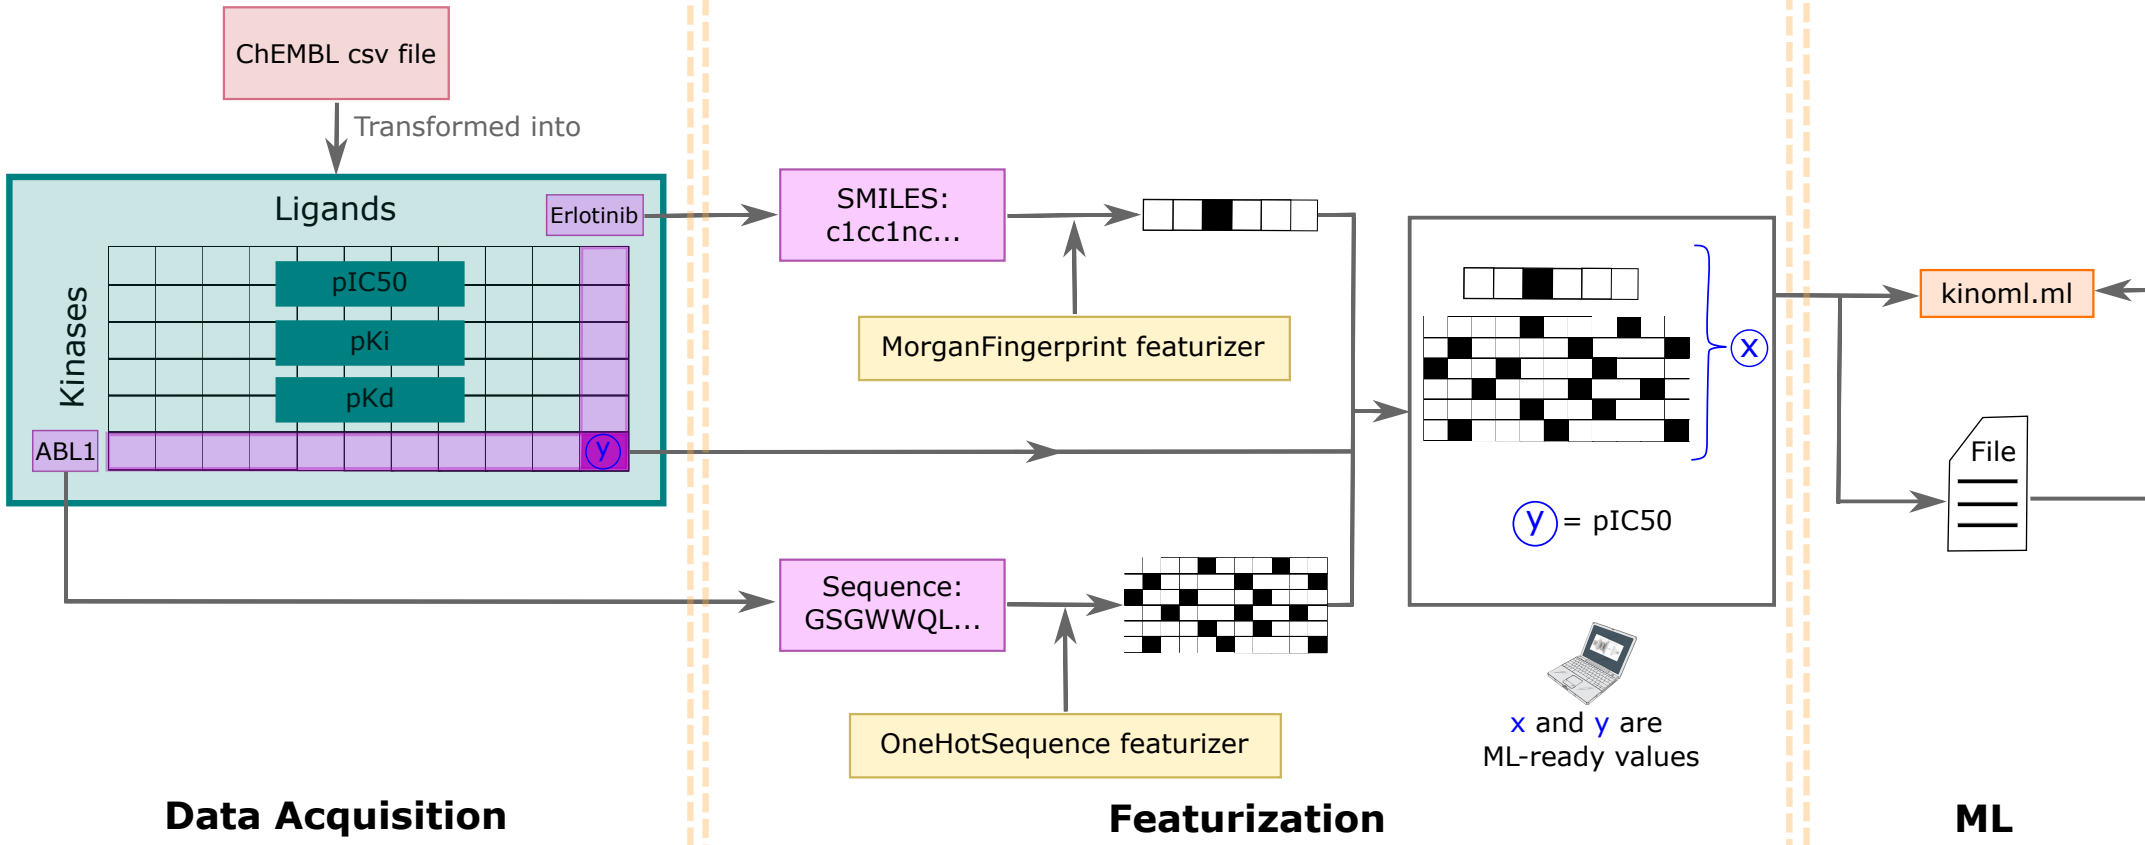 ChEMBL csv file
Transformed into
Ligands
Erlotinib
Kinases
pIC50
pKi
pKd
ABL1
y
SMILES:
c1cc1nc...
MorganFingerprint featurizer
Sequence:
GSGWWQL...
OneHotSequence featurizer
x
y = pIC50
x and y are
ML-ready values
kinoml.ml
File
Data Acquisition
Featurization
ML